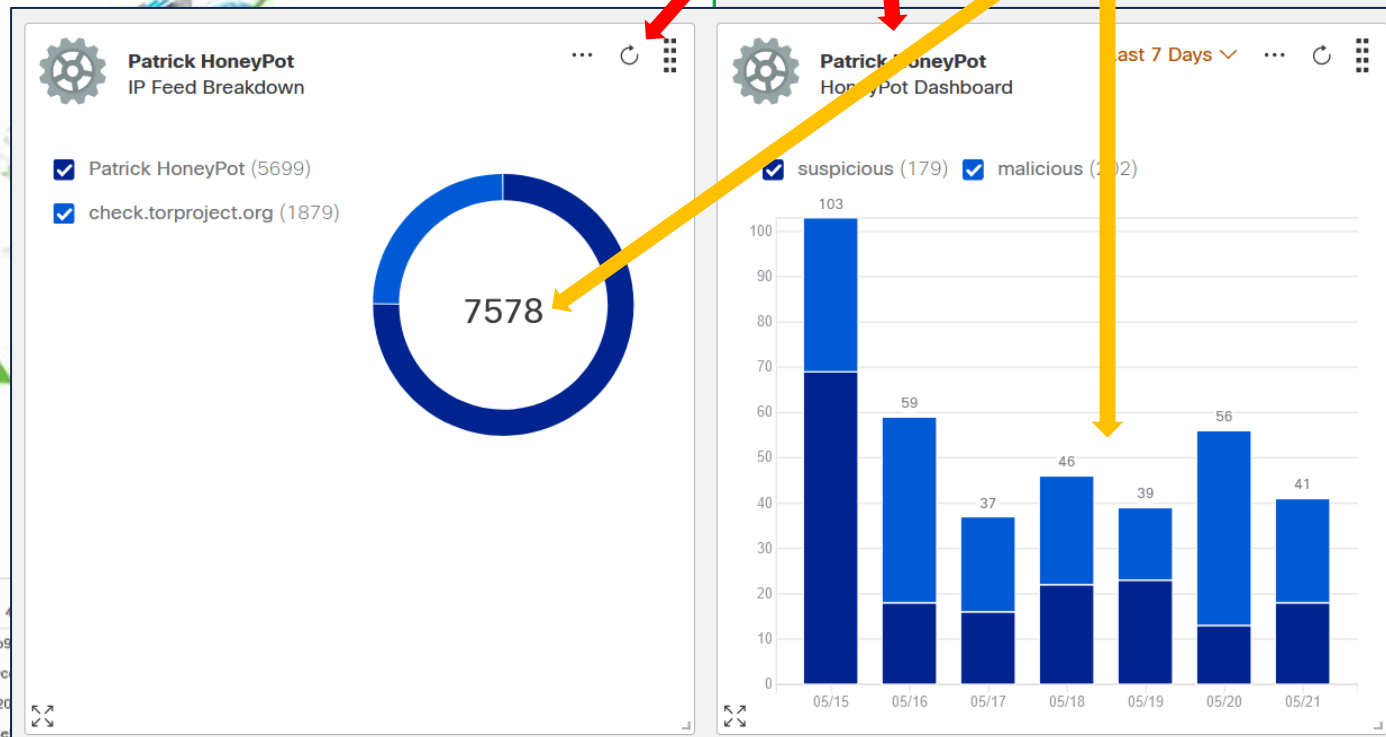 Patrick HoneyPot
IP Feed Breakdown
Patrick HoneyPot (5699)
check.torproject.org (1879)
7578
Patrick HoneyPot
HoneyPot Dashboard
Last 7 Days
suspicious (179) malicious (202)
103
59
37
46
39
56
41
100
90
80
70
60
50
40
30
20
10
0
05/15 05/16 05/17 05/18 05/19 05/20 05/21